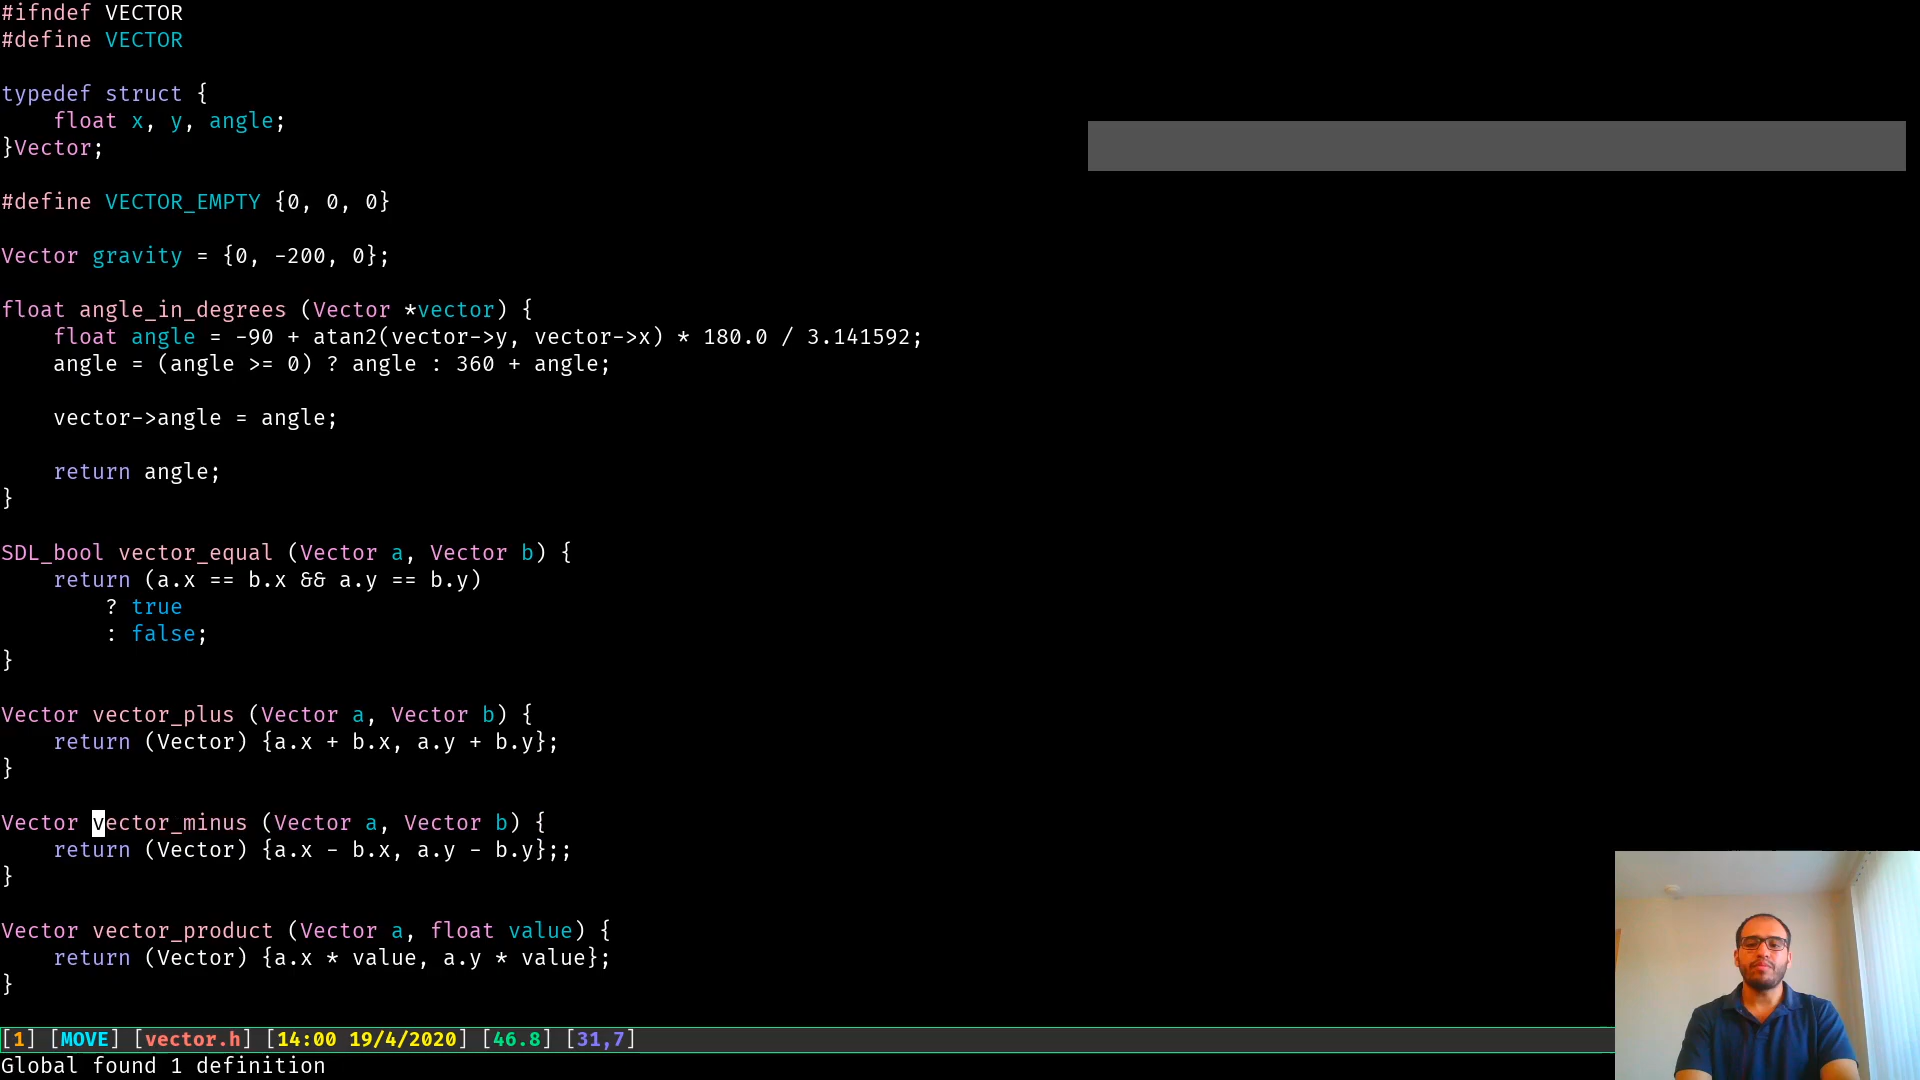 #ifndef VECTOR
#define VECTOR
typedef struct {
    float x, y, angle;
}Vector;
#define VECTOR_EMPTY {0, 0, 0}
Vector gravity = {0, -200, 0};
float angle_in_degrees (Vector *vector) {
    float angle = -90 + atan2(vector->y, vector->x) * 180.0 / 3.141592;
    angle = (angle >= 0) ? angle : 360 + angle;
    vector->angle = angle;
    return angle;
}
SDL_bool vector_equal (Vector a, Vector b) {
    return (a.x == b.x && a.y == b.y)
        ? true
        : false;
}
Vector vector_plus (Vector a, Vector b) {
    return (Vector) {a.x + b.x, a.y + b.y};
}
Vector vector_minus (Vector a, Vector b) {
    return (Vector) {a.x - b.x, a.y - b.y};;
}
Vector vector_product (Vector a, float value) {
    return (Vector) {a.x * value, a.y * value};
}
[1] [MOVE] [vector.h] [14:00 19/4/2020] [46.8] [31,7]
Global found 1 definition